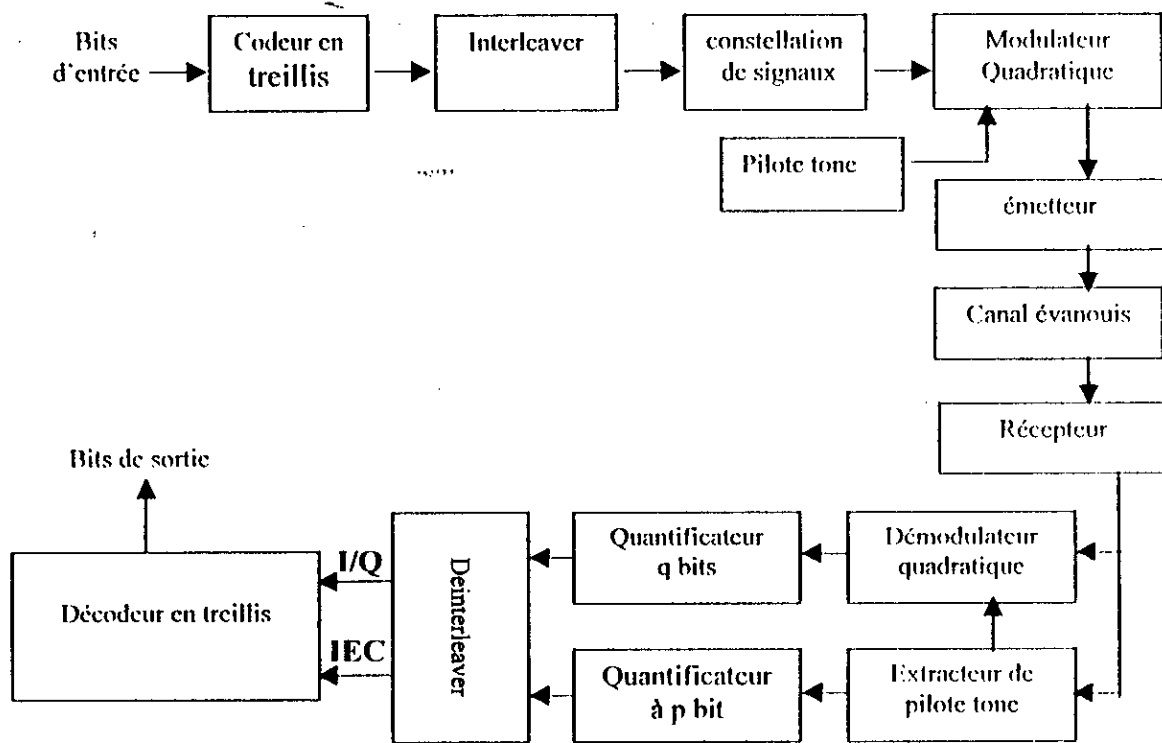 Bits
d'entrée
Codeur en
treillis
Interleaver
constellation
de signaux
Modulateur
Quadratique
Pilote tone
émetteur
Canal évanouis
Récepteur
Bits de sortie
Décodeur en treillis
I/Q
IEC
Deinterleaver
Quantificateur
q bits
Démodulateur
quadratique
Quantificateur
à p bit
Extracteur de
pilote tone